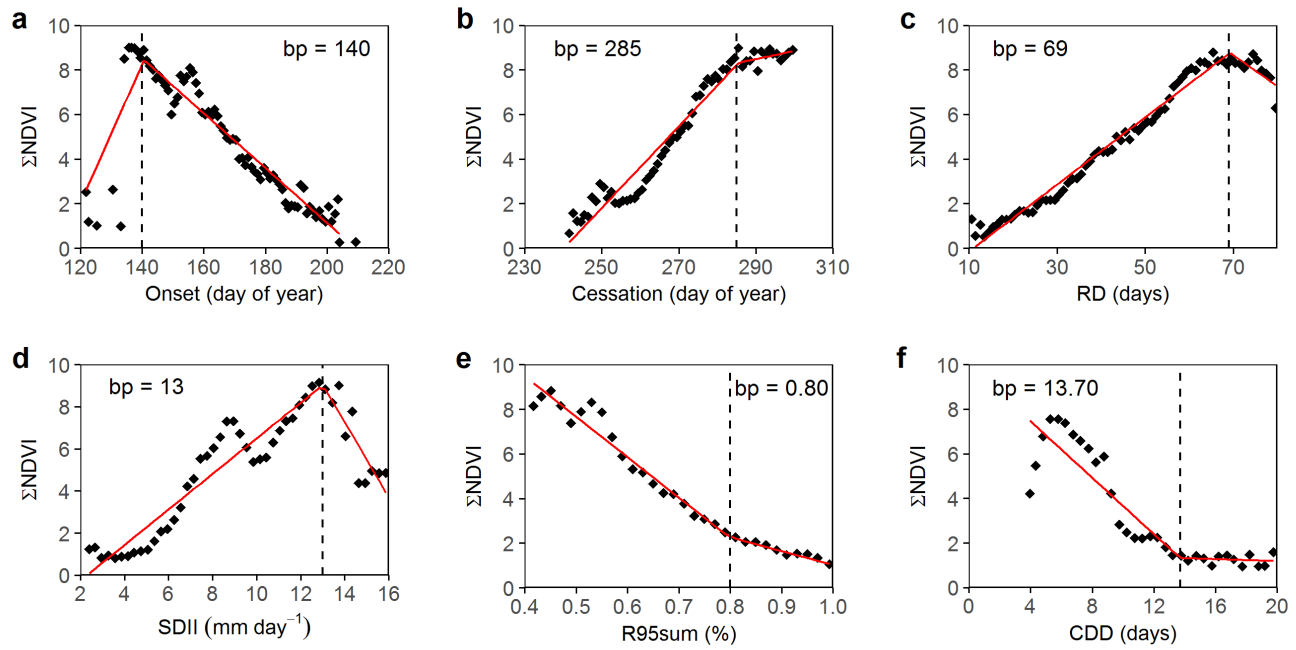 a
bp = 140
ΣNDVI
10
8
6
4
2
0
120 140 160 180 200 220
Onset (day of year)
b
bp = 285
ΣNDVI
10
8
6
4
2
0
230 250 270 290 310
Cessation (day of year)
c
bp = 69
ΣNDVI
10
8
6
4
2
0
10 30 50 70
RD (days)
d
bp = 13
ΣNDVI
10
8
6
4
2
0
2 4 6 8 10 12 14 16
SDII (mm day⁻¹)
e
bp = 0.80
ΣNDVI
10
8
6
4
2
0
0.4 0.5 0.6 0.7 0.8 0.9 1.0
R95sum (%)
f
bp = 13.70
ΣNDVI
10
8
6
4
2
0
0 4 8 12 16 20
CDD (days)